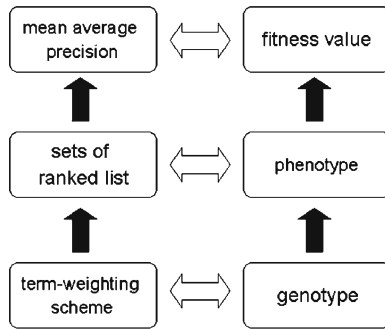 mean average
precision
fitness value
sets of
ranked list
phenotype
term-weighting
scheme
genotype